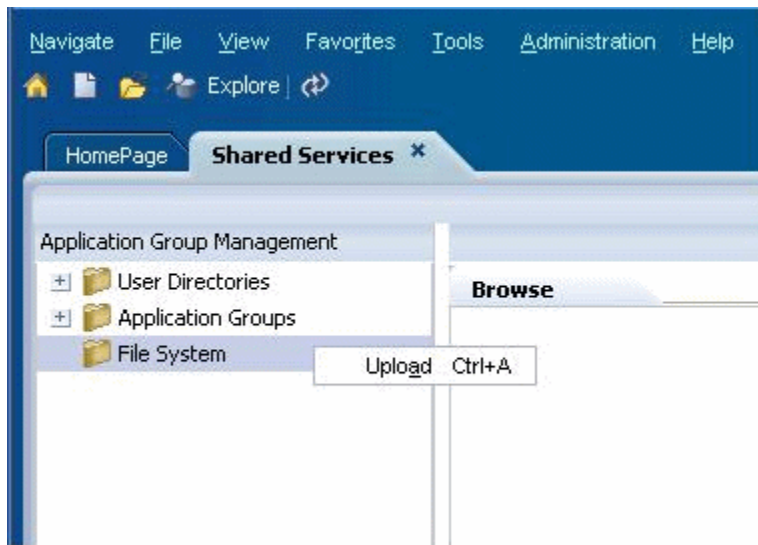 Navigate File View Favorites Tools Administration Help
Explore
HomePage Shared Services
Application Group Management
User Directories
Browse
Application Groups
File System
Upload Ctrl+A